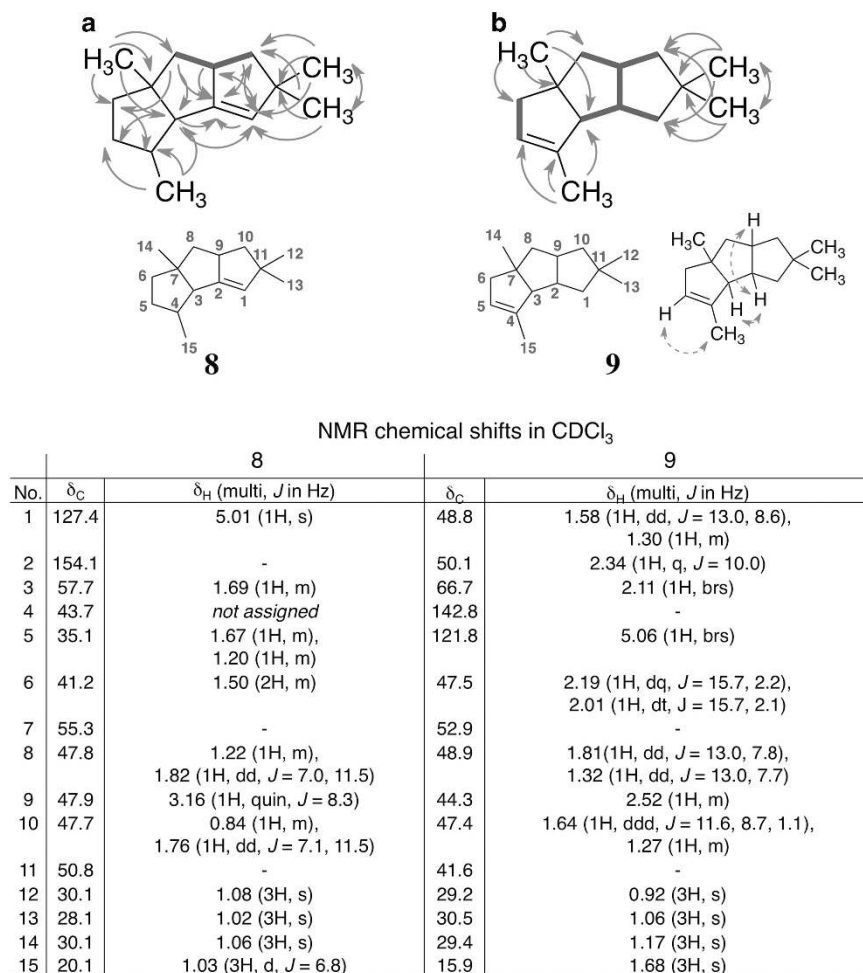 a
b
H₃C
CH₃
CH₃
CH₃
H₃C
CH₃
CH₃
CH₃
14
8
10
12
9
11
6
7
13
5
3
2
1
4
15
8
14
8
10
12
9
11
6
7
13
5
3
2
1
4
15
9
H
H₃C
CH₃
CH₃
H
H
H
CH₃
NMR chemical shifts in CDCl₃
8 9
No. δC δH (multi, J in Hz) δC δH (multi, J in Hz)
1 127.4 5.01 (1H, s) 48.8 1.58 (1H, dd, J = 13.0, 8.6),
1.30 (1H, m)
2 154.1 - 50.1 2.34 (1H, q, J = 10.0)
3 57.7 1.69 (1H, m) 66.7 2.11 (1H, brs)
4 43.7 not assigned 142.8 -
5 35.1 1.67 (1H, m), 121.8 5.06 (1H, brs)
1.20 (1H, m)
6 41.2 1.50 (2H, m) 47.5 2.19 (1H, dq, J = 15.7, 2.2),
2.01 (1H, dt, J = 15.7, 2.1)
7 55.3 - 52.9 -
8 47.8 1.22 (1H, m), 48.9 1.81(1H, dd, J = 13.0, 7.8),
1.82 (1H, dd, J = 7.0, 11.5) 1.32 (1H, dd, J = 13.0, 7.7)
9 47.9 3.16 (1H, quin, J = 8.3) 44.3 2.52 (1H, m)
10 47.7 0.84 (1H, m), 47.4 1.64 (1H, ddd, J = 11.6, 8.7, 1.1),
1.76 (1H, dd, J = 7.1, 11.5) 1.27 (1H, m)
11 50.8 - 41.6 -
12 30.1 1.08 (3H, s) 29.2 0.92 (3H, s)
13 28.1 1.02 (3H, s) 30.5 1.06 (3H, s)
14 30.1 1.06 (3H, s) 29.4 1.17 (3H, s)
15 20.1 1.03 (3H, d, J = 6.8) 15.9 1.68 (3H, s)